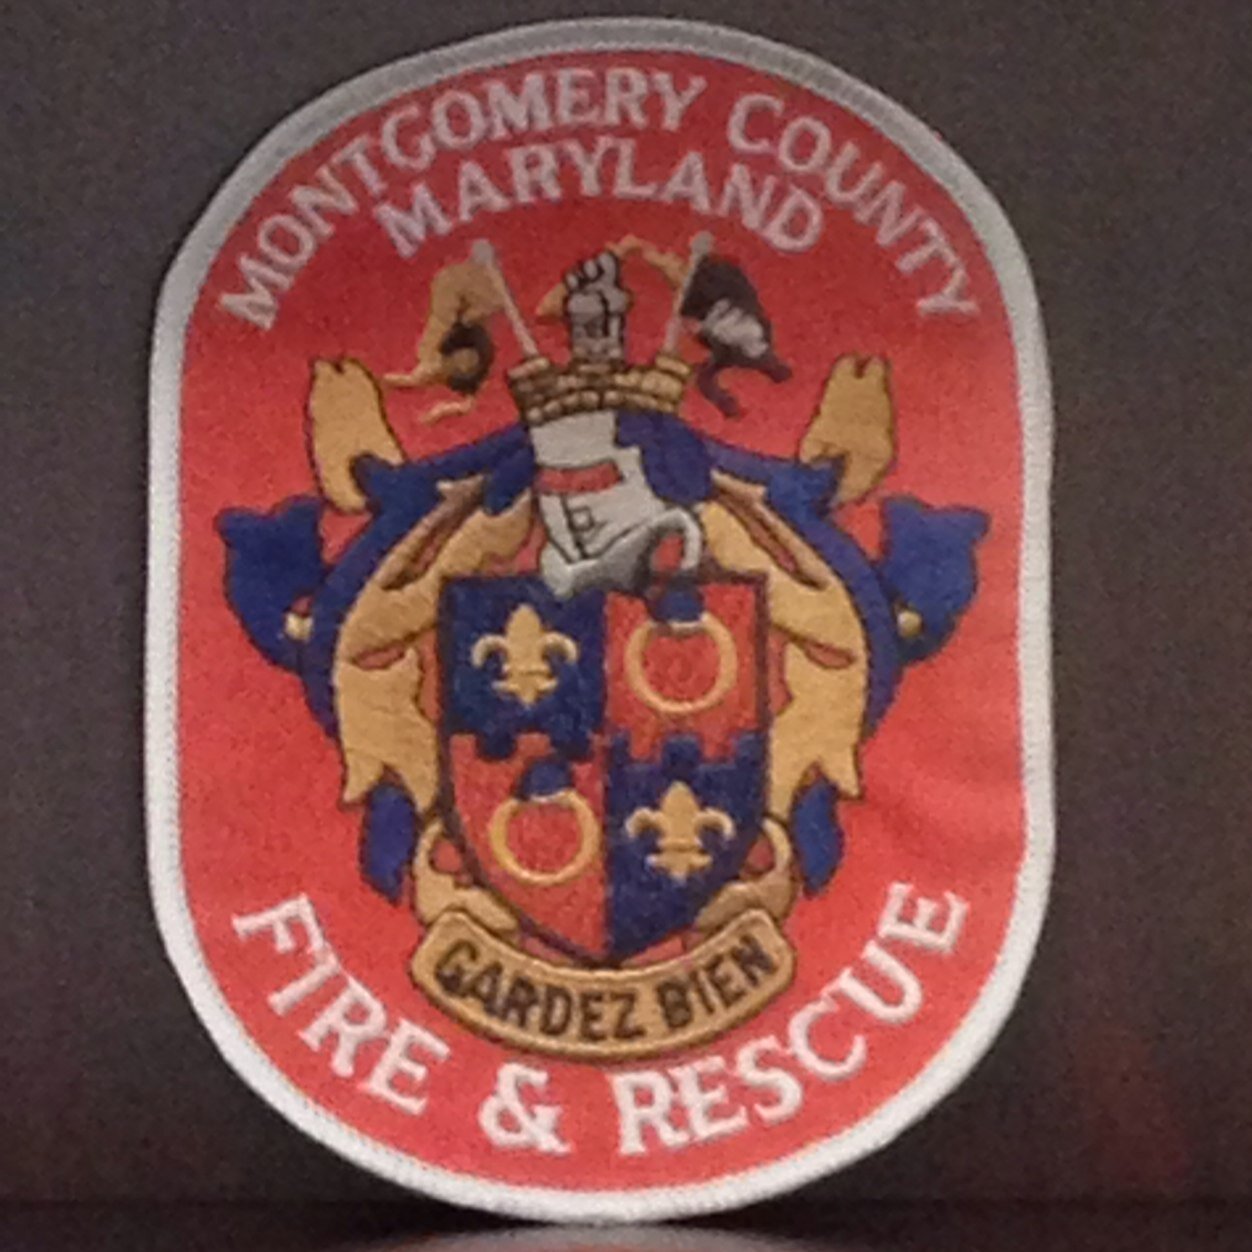 MONTGOMERY COUNTY
MARYLAND
GARDEZ BIEN
FIRE & RESCUE